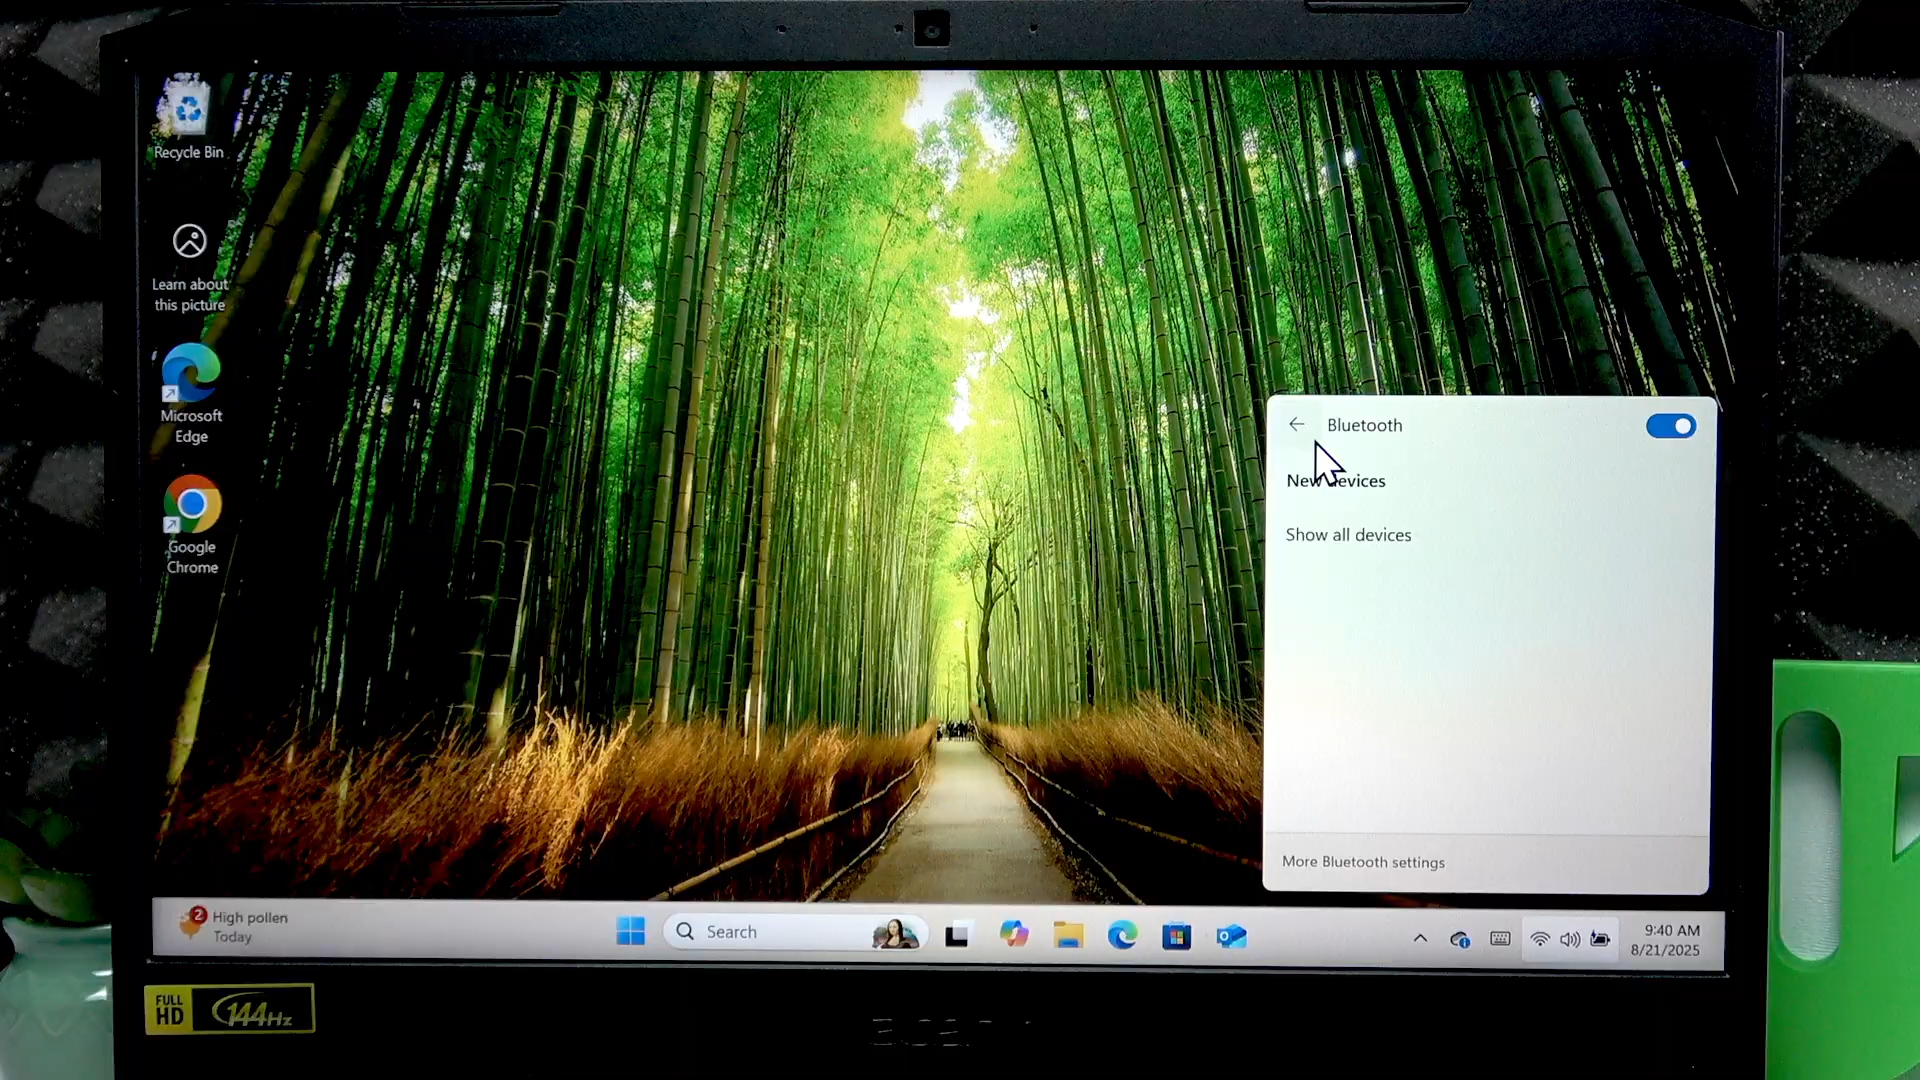 Recycle Bin
Learn about
this picture
Microsoft
Edge
Google
Chrome
Bluetooth
New devices
Show all devices
More Bluetooth settings
2
High pollen
Today
Search
9:40 AM
8/21/2025
FULL
HD
144Hz